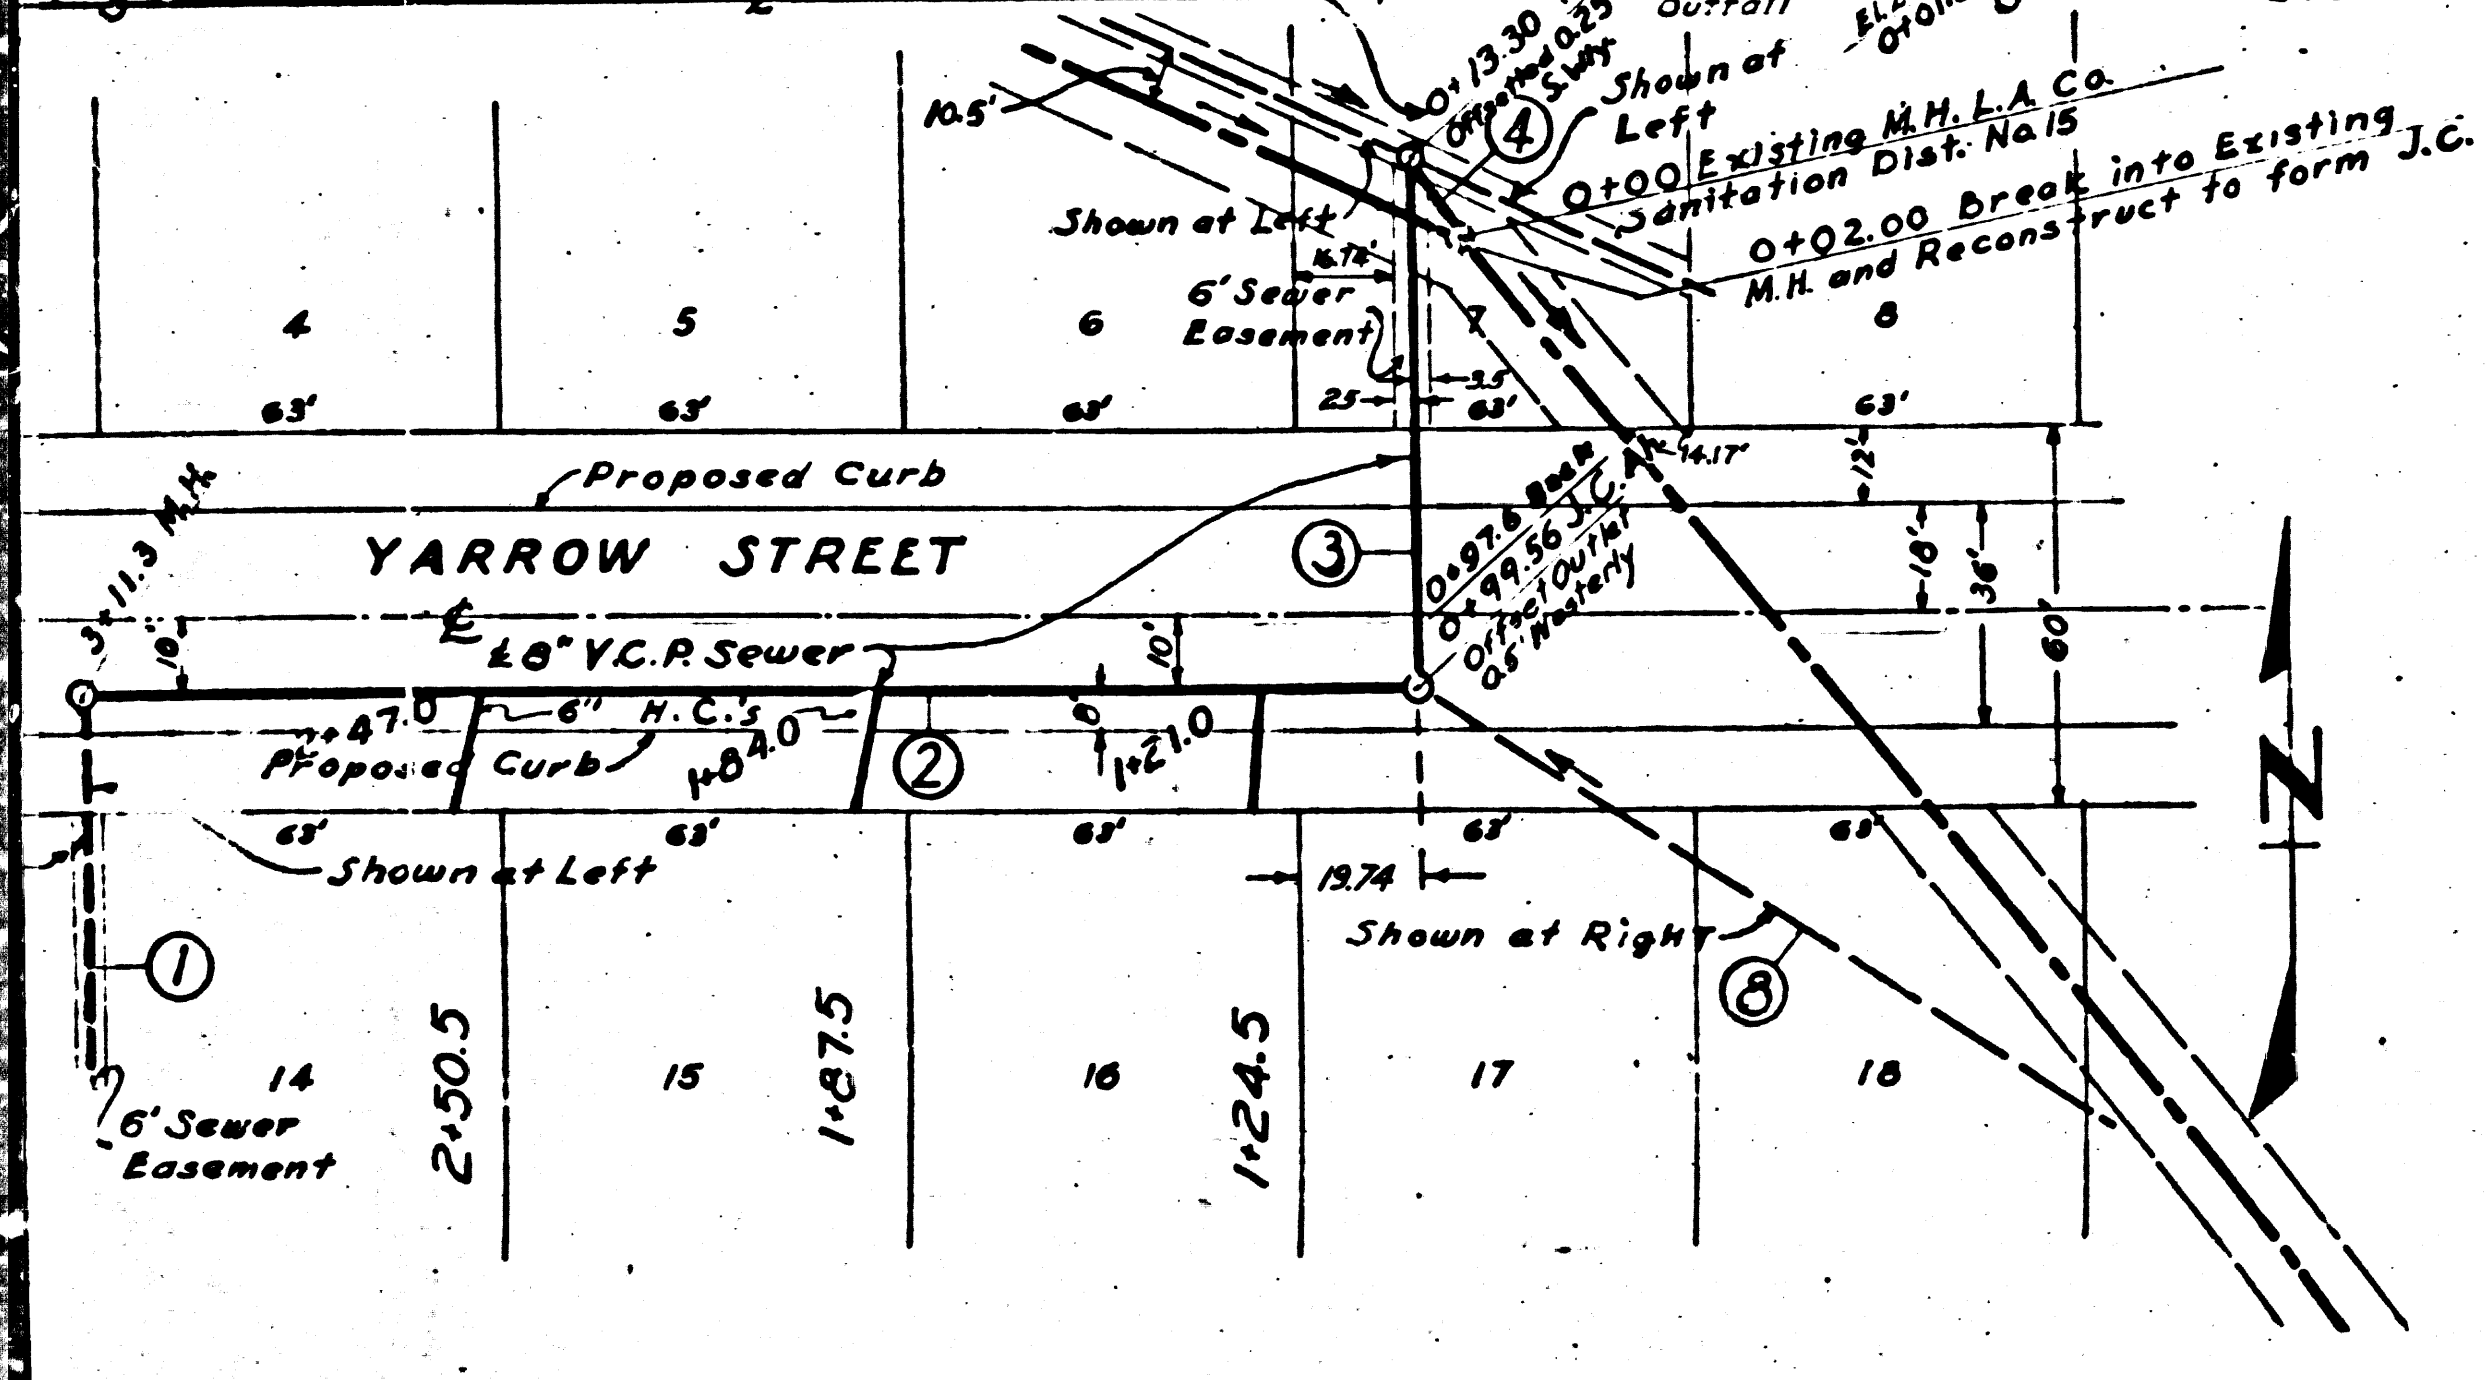 Outfall
0+13.30
Offsetted 0.25
S.W'ly
10.5'
4
Shown at
Left
0+00 Existing M.H. L.A. Co.
Sanitation Dist. No. 15
0+02.00 Break into Existing
M.H. and Reconstruct to form J.C.
Shown at Left
16.74'
6' Sewer
Easement
4
5
6
7
8
63'
63'
63'
25
3.5
63'
63'
14.17'
12'
Proposed Curb
3+11.3 M.H.
YARROW STREET
3
0+97.6 Back
0+99.56 J.C. Ah.
Offset Outlet
0.5' Westerly
18'
36'
60'
10'
℄
℄ 8" V.C.P. Sewer
10'
2+47.0
6" H.C.'s
8'
Proposed Curb
1+84.0
2
1+21.0
N
63'
63'
63'
63'
63'
Shown at Left
19.74
Shown at Right
1
8
2+50.5
1+87.5
1+24.5
14
15
16
17
18
6' Sewer
Easement